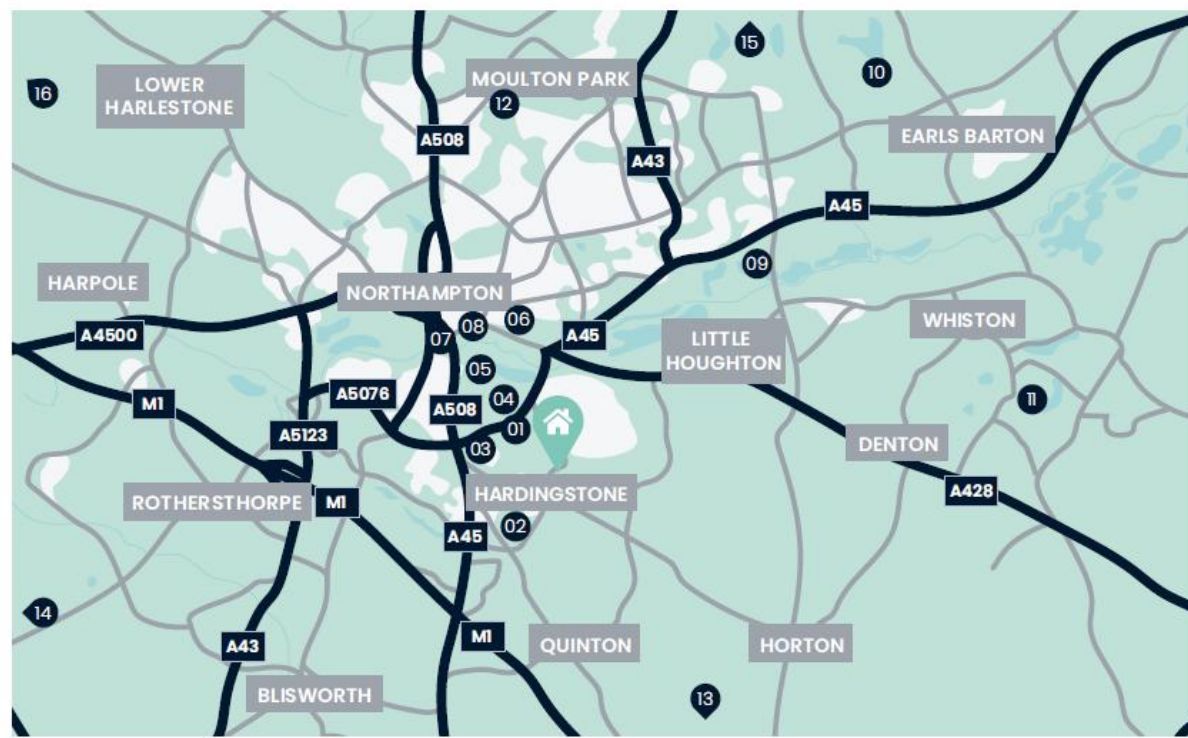 15
16
LOWER
HARLESTONE
MOULTON PARK
10
12
A508
EARLS BARTON
A43
A45
09
HARPOLE
NORTHAMPTON
06
08
WHISTON
A4500
07
A45
LITTLE
HOUGHTON
05
A5076
04
11
M1
A508
01
A5123
03
DENTON
HARDINGSTONE
A428
ROTHERSTHORPE
M1
02
A45
14
A43
M1
QUINTON
HORTON
BLISWORTH
13